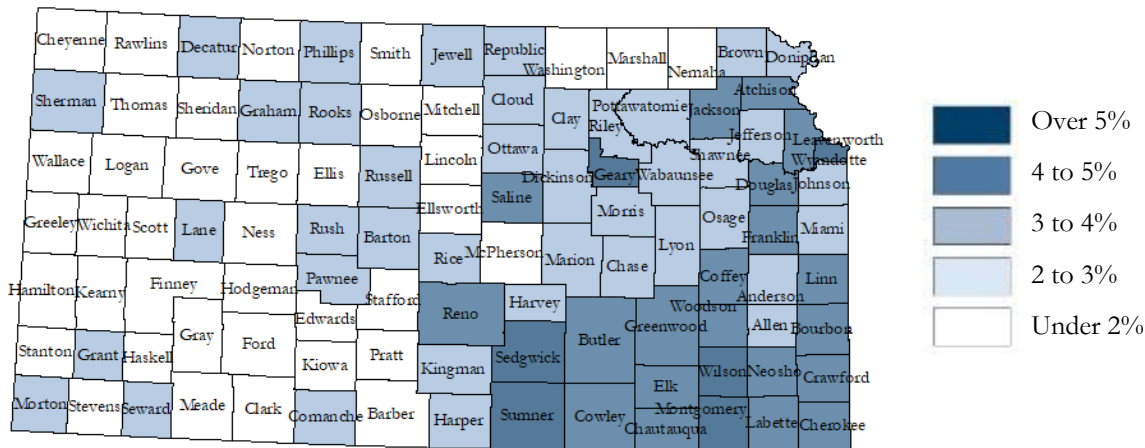 Cheyenne Rawlins Decatur Norton Phillips Smith Jewell Republic Washington Marshall Nemaha Brown Doniphan
Sherman Thomas Sheridan Graham Rooks Osborne Mitchell Cloud Clay Riley Pottawatomie Jackson Atchison
Jefferson Leavenworth
Wyandotte
Wallace Logan Gove Trego Ellis Russell Lincoln Ottawa Dickinson Geary Wabaunsee Shawnee Douglas Johnson
Greeley Wichita Scott Lane Ness Rush Barton Ellsworth Saline Morris Osage Franklin Miami
Hamilton Kearny Finney Hodgeman Pawnee Rice McPherson Marion Chase Lyon Coffey Anderson Linn
Stafford Edwards Reno Harvey Butler Greenwood Woodson Allen Bourbon
Stanton Grant Haskell Gray Ford Kiowa Pratt Kingman Sedgwick Elk Wilson Neosho Crawford
Morton Stevens Seward Meade Clark Comanche Barber Harper Sumner Cowley Chautauqua Montgomery Labette Cherokee
Over 5%
4 to 5%
3 to 4%
2 to 3%
Under 2%